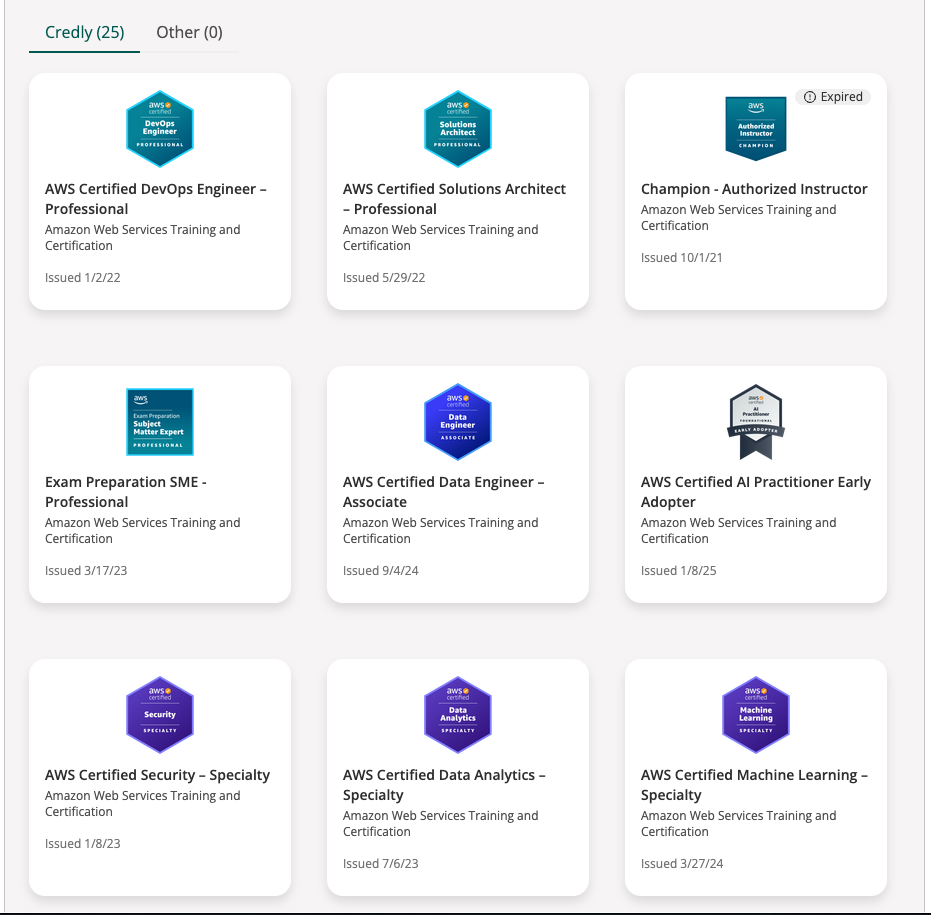 Credly (25) Other (0)
aws certified
DevOps
Engineer
PROFESSIONAL
AWS Certified DevOps Engineer –
Professional
Amazon Web Services Training and
Certification
Issued 1/2/22
aws certified
Solutions
Architect
PROFESSIONAL
AWS Certified Solutions Architect
– Professional
Amazon Web Services Training and
Certification
Issued 5/29/22
Expired
aws
Authorized
Instructor
CHAMPION
Champion - Authorized Instructor
Amazon Web Services Training and
Certification
Issued 10/1/21
aws
Exam Preparation
Subject
Matter Expert
PROFESSIONAL
Exam Preparation SME -
Professional
Amazon Web Services Training and
Certification
Issued 3/17/23
aws certified
Data
Engineer
ASSOCIATE
AWS Certified Data Engineer –
Associate
Amazon Web Services Training and
Certification
Issued 9/4/24
aws certified
AI
Practitioner
FOUNDATIONAL
EARLY ADOPTER
AWS Certified AI Practitioner Early
Adopter
Amazon Web Services Training and
Certification
Issued 1/8/25
aws certified
Security
SPECIALTY
AWS Certified Security – Specialty
Amazon Web Services Training and
Certification
Issued 1/8/23
aws certified
Data
Analytics
SPECIALTY
AWS Certified Data Analytics –
Specialty
Amazon Web Services Training and
Certification
Issued 7/6/23
aws certified
Machine
Learning
SPECIALTY
AWS Certified Machine Learning –
Specialty
Amazon Web Services Training and
Certification
Issued 3/27/24